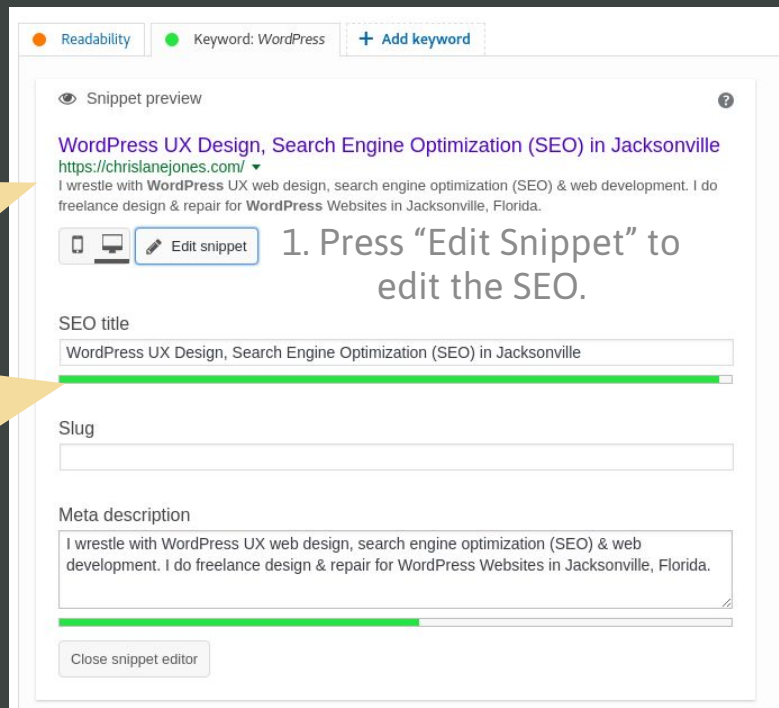 Readability
Keyword: WordPress
+ Add keyword
Snippet preview
?
WordPress UX Design, Search Engine Optimization (SEO) in Jacksonville
https://chrislanejones.com/
I wrestle with WordPress UX web design, search engine optimization (SEO) & web development. I do
freelance design & repair for WordPress Websites in Jacksonville, Florida.
Edit snippet
1. Press “Edit Snippet” to
edit the SEO.
SEO title
WordPress UX Design, Search Engine Optimization (SEO) in Jacksonville
Slug
Meta description
I wrestle with WordPress UX web design, search engine optimization (SEO) & web
development. I do freelance design & repair for WordPress Websites in Jacksonville, Florida.
Close snippet editor